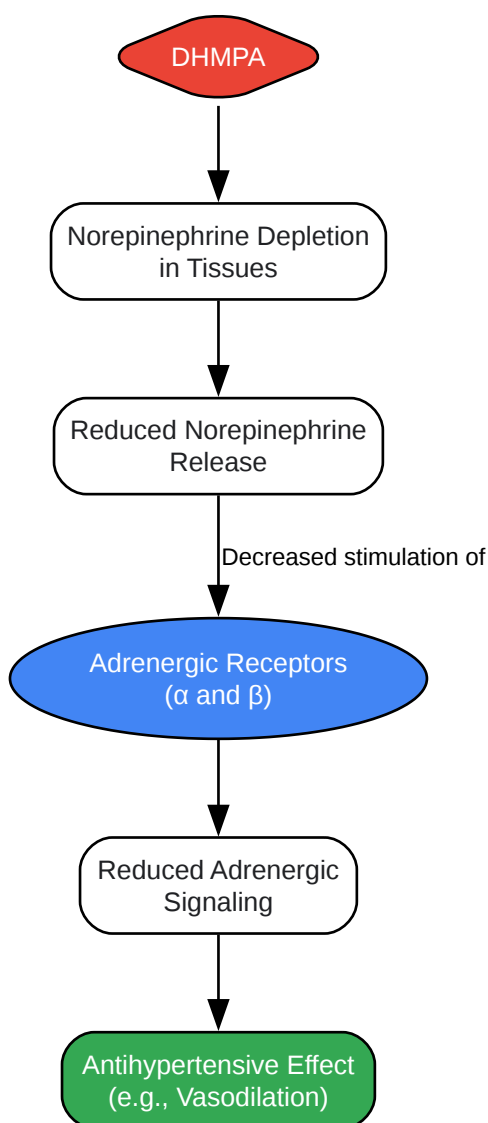 DHMPA
Norepinephrine Depletion
in Tissues
Reduced Norepinephrine
Release
Decreased stimulation of
Adrenergic Receptors
(α and β)
Reduced Adrenergic
Signaling
Antihypertensive Effect
(e.g., Vasodilation)